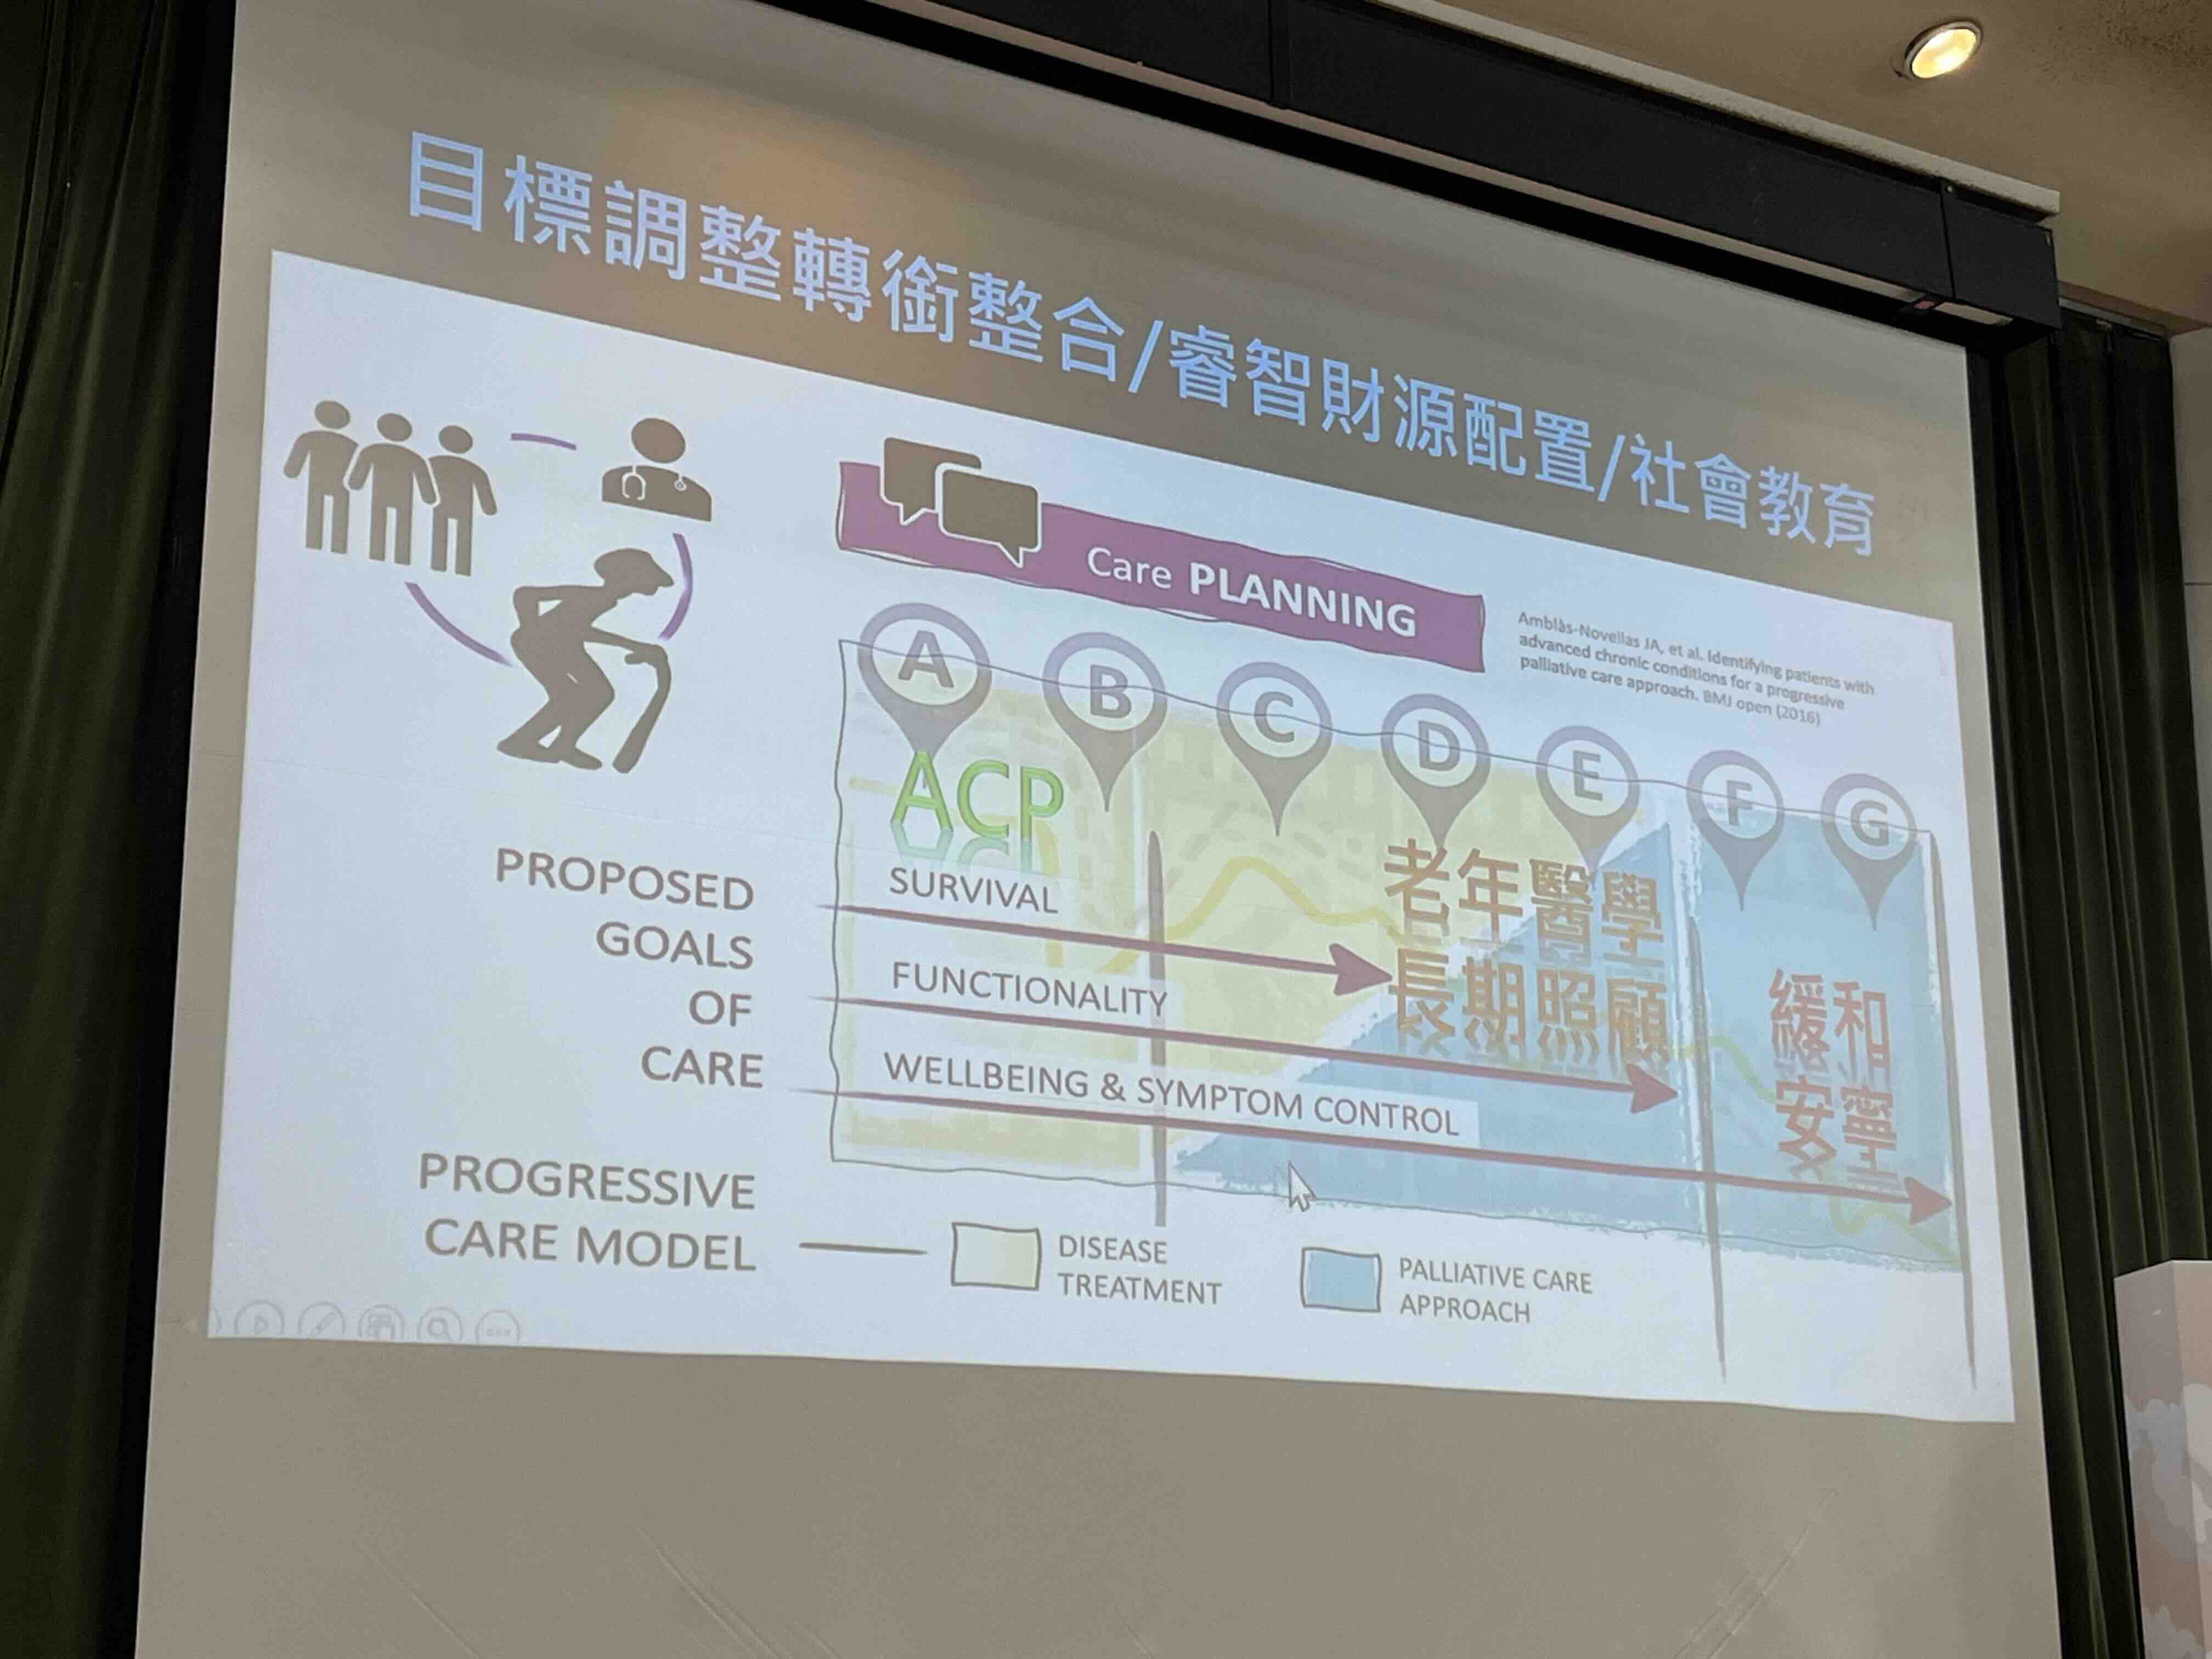 目標調整轉銜整合/睿智財源配置/社會教育
Care PLANNING
Amblàs-Novellas JA, et al. Identifying patients with
advanced chronic conditions for a progressive
palliative care approach. BMJ open (2016)
A
B
C
D
E
F
G
ACP
老年醫學
長期照顧
緩和
安寧
PROPOSED
GOALS
OF
CARE
SURVIVAL
FUNCTIONALITY
WELLBEING & SYMPTOM CONTROL
PROGRESSIVE
CARE MODEL
DISEASE
TREATMENT
PALLIATIVE CARE
APPROACH